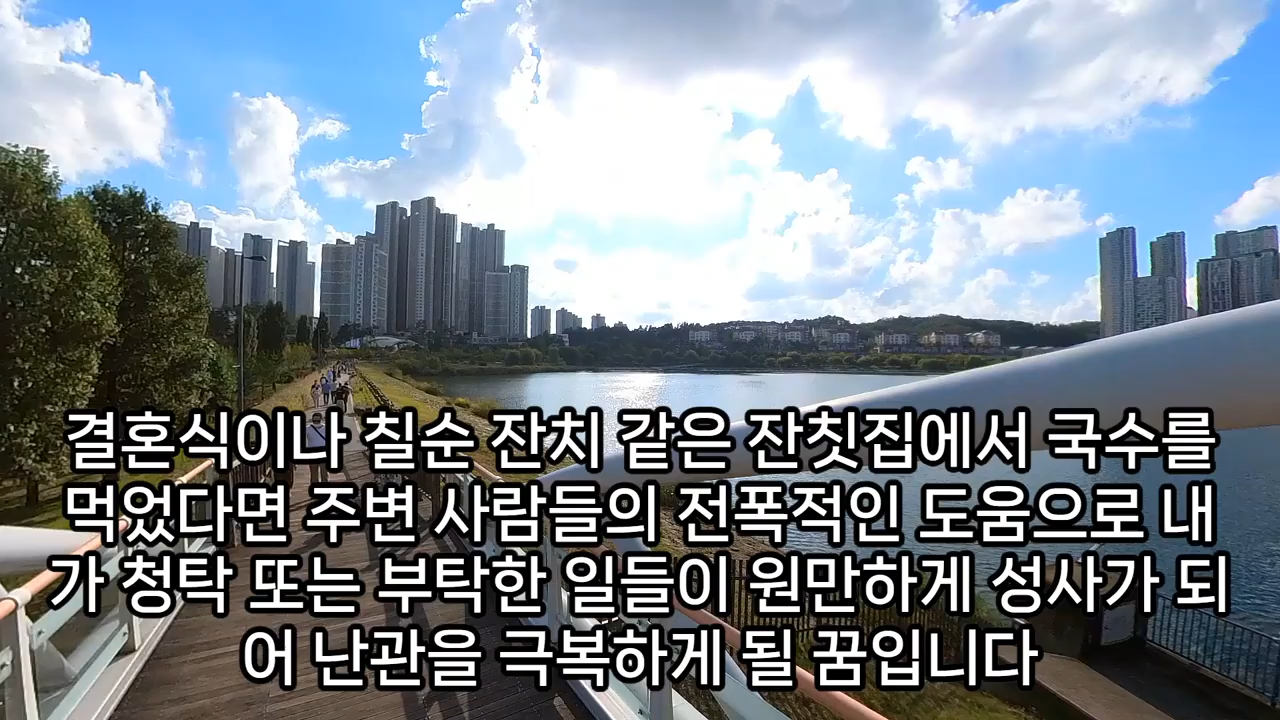 결혼식이나 칠순 잔치 같은 잔칫집에서 국수를
먹었다면 주변 사람들의 전폭적인 도움으로 내
가 청탁 또는 부탁한 일들이 원만하게 성사가 되
어 난관을 극복하게 될 꿈입니다